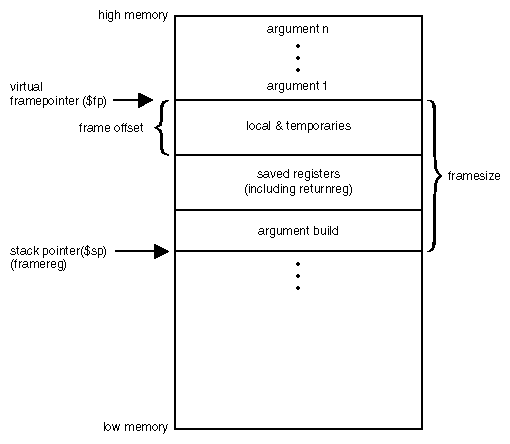 high memory
argument n
argument 1
virtual
framepointer ($fp)
frame offset
local & temporaries
saved registers
(including returnreg)
framesize
argument build
stack pointer($sp)
(framereg)
low memory